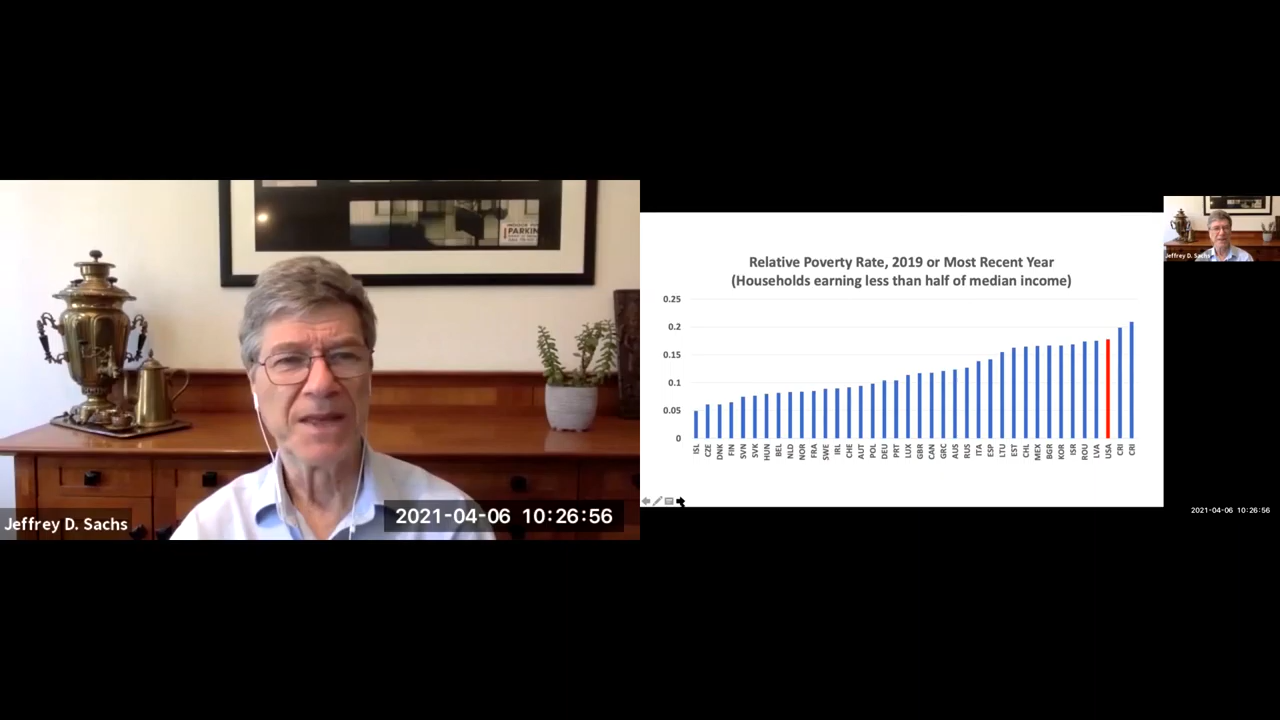 PARKIN
Jeffrey D. Sachs
2021-04-06 10:26:56
Relative Poverty Rate, 2019 or Most Recent Year
(Households earning less than half of median income)
0.25
0.2
0.15
0.1
0.05
0
ISL CZE DNK FIN SVN SVK HUN BEL NLD NOR FRA SWE IRL CHE AUT POL DEU PRT LUX GBR CAN GRC AUS RUS ITA ESP LTU EST CHL MEX BGR KOR ISR ROU LVA USA CRI CRI
Jeffrey D. Sachs
2021-04-06 10:26:56